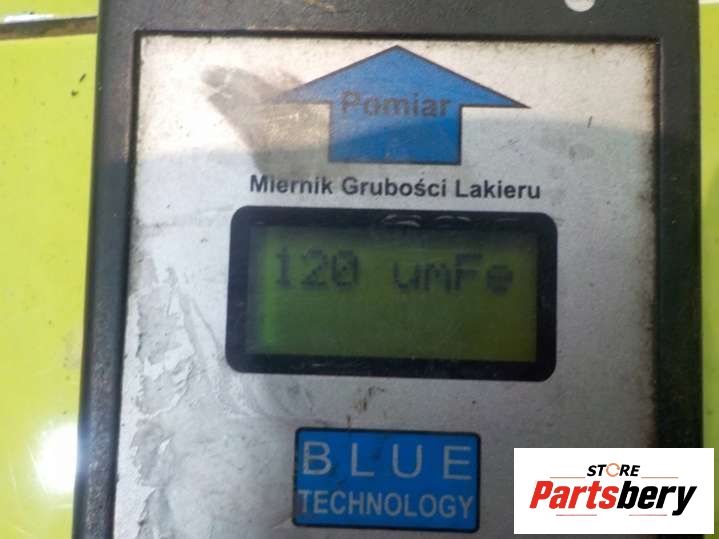 Pomiar
Miernik Grubości Lakieru
120 umFe
BLUE
TECHNOLOGY
STORE
Partsbery